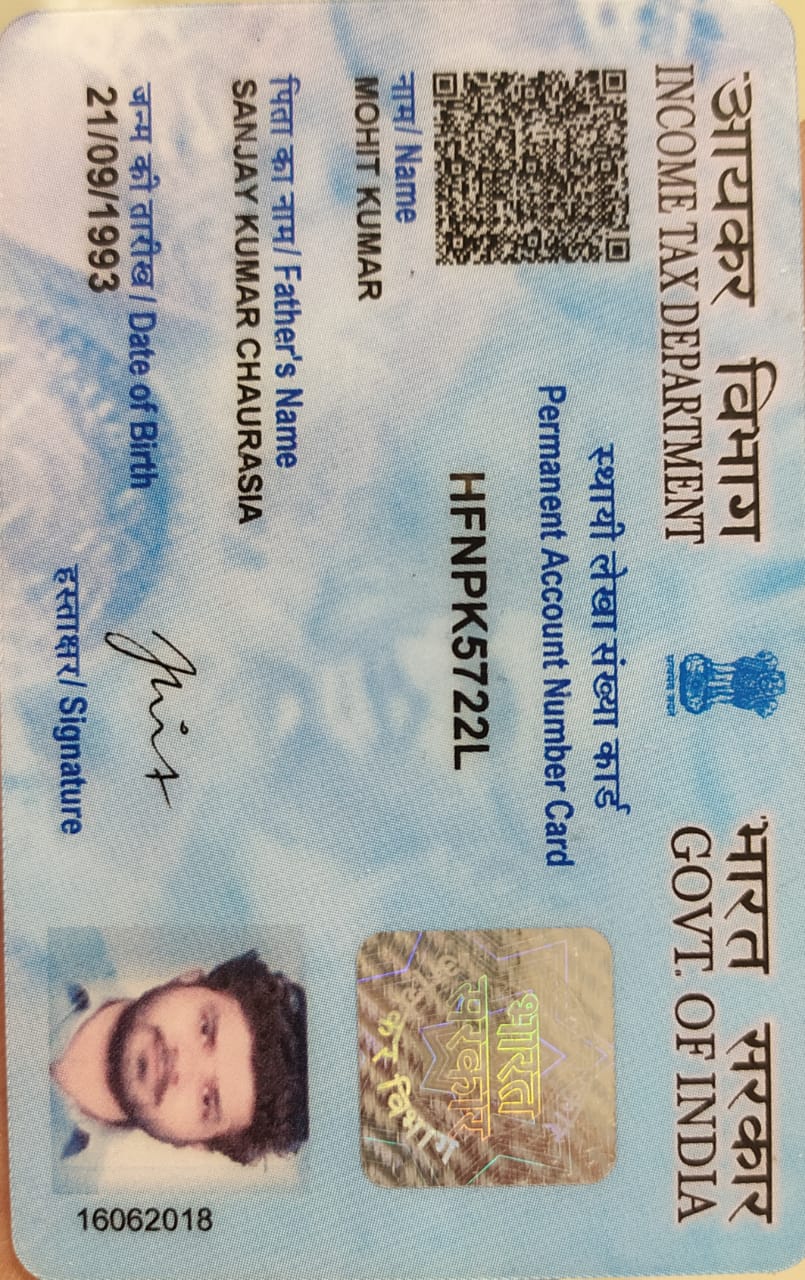 आयकर विभाग
INCOME TAX DEPARTMENT
भारत सरकार
GOVT. OF INDIA
स्थायी लेखा संख्या कार्ड
Permanent Account Number Card
HFNPK5722L
नाम/ Name
MOHIT KUMAR
पिता का नाम/ Father's Name
SANJAY KUMAR CHAURASIA
जन्म की तारीख / Date of Birth
21/09/1993
हस्ताक्षर/ Signature
भारत
सरकार
कर विभाग
16062018